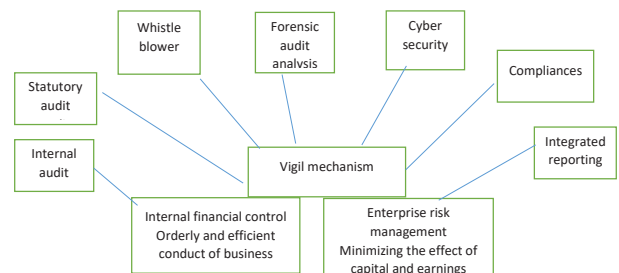 Whistle
blower
Forensic
audit
analvsis
Cyber
security
Compliances
Statutory
audit
Internal
audit
Integrated
reporting
Vigil mechanism
Internal financial control
Orderly and efficient
conduct of business
Enterprise risk
management
Minimizing the effect of
capital and earnings